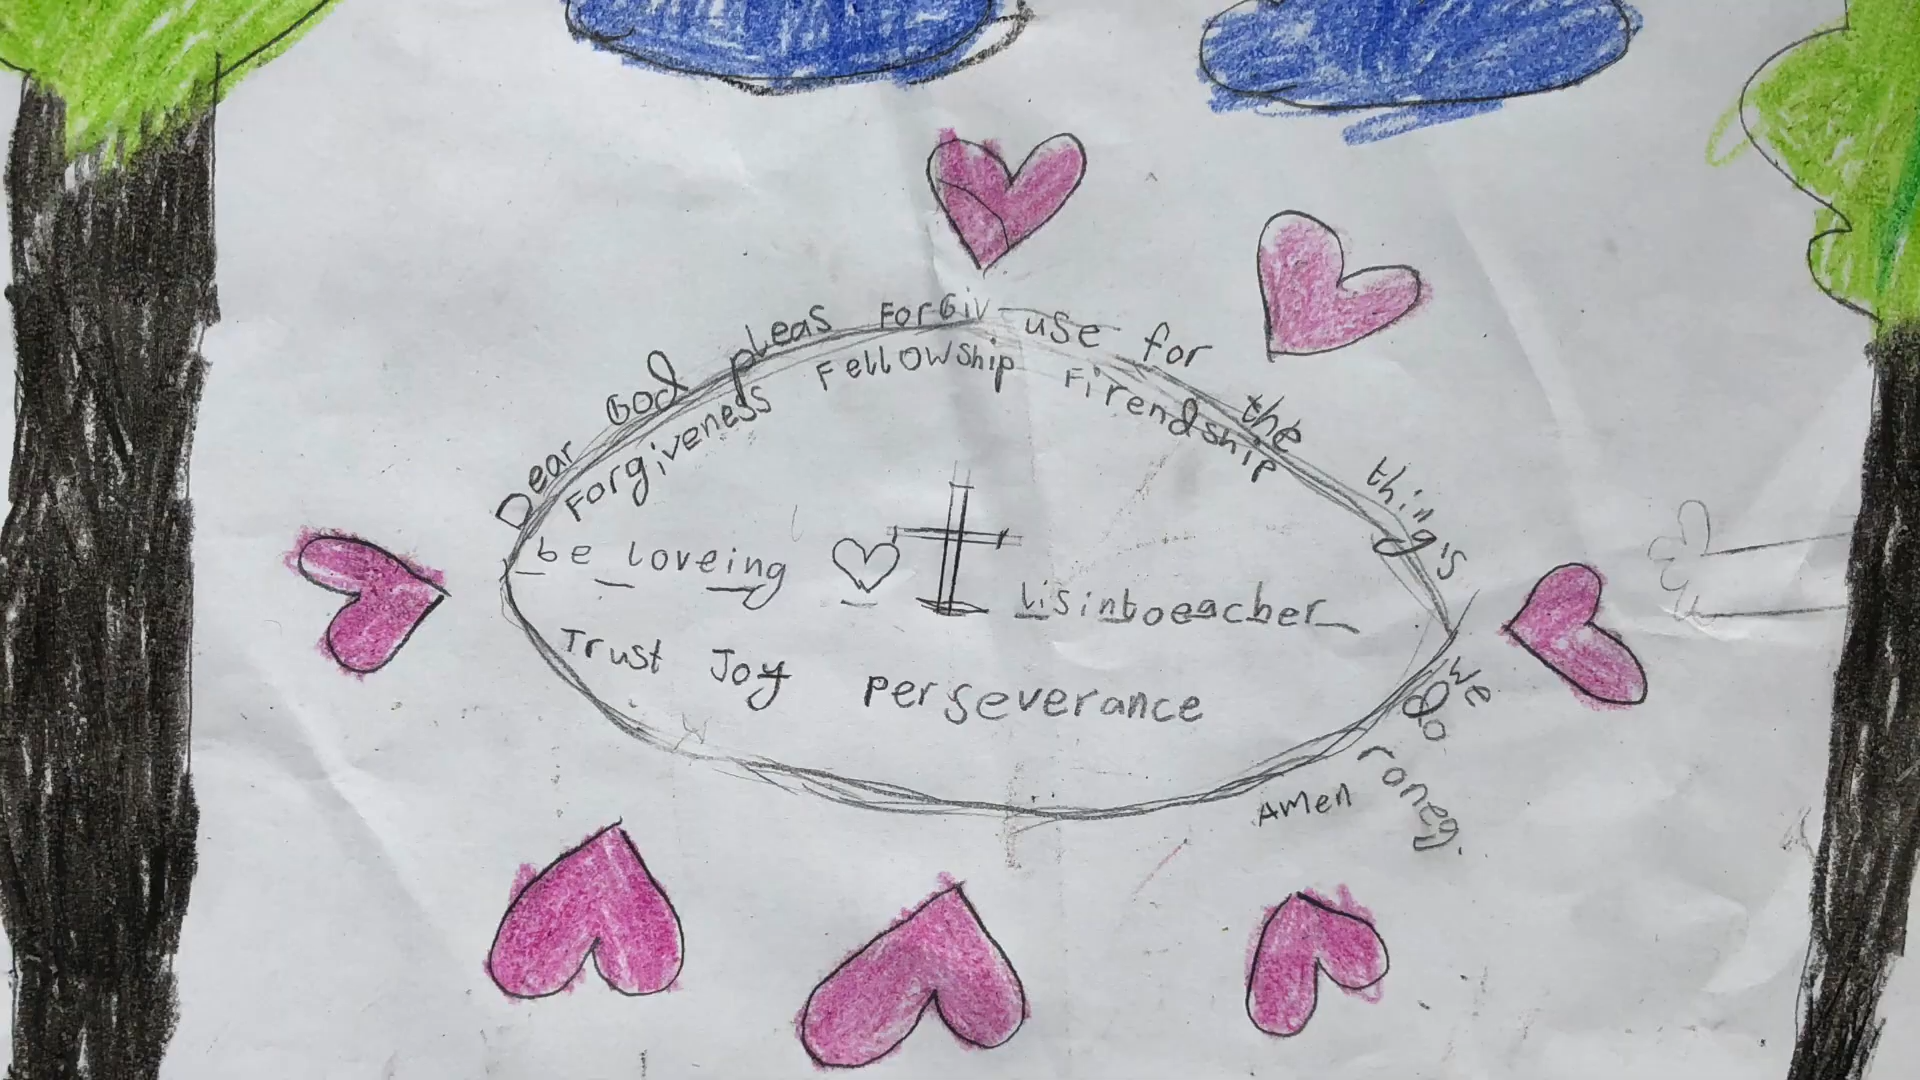 Dear God pleas Forgiv use for the things we do roneg.
Amen
Forgiveness Fellowship Firendship
be loveing
lisintoeacher
Trust Joy Perseverance